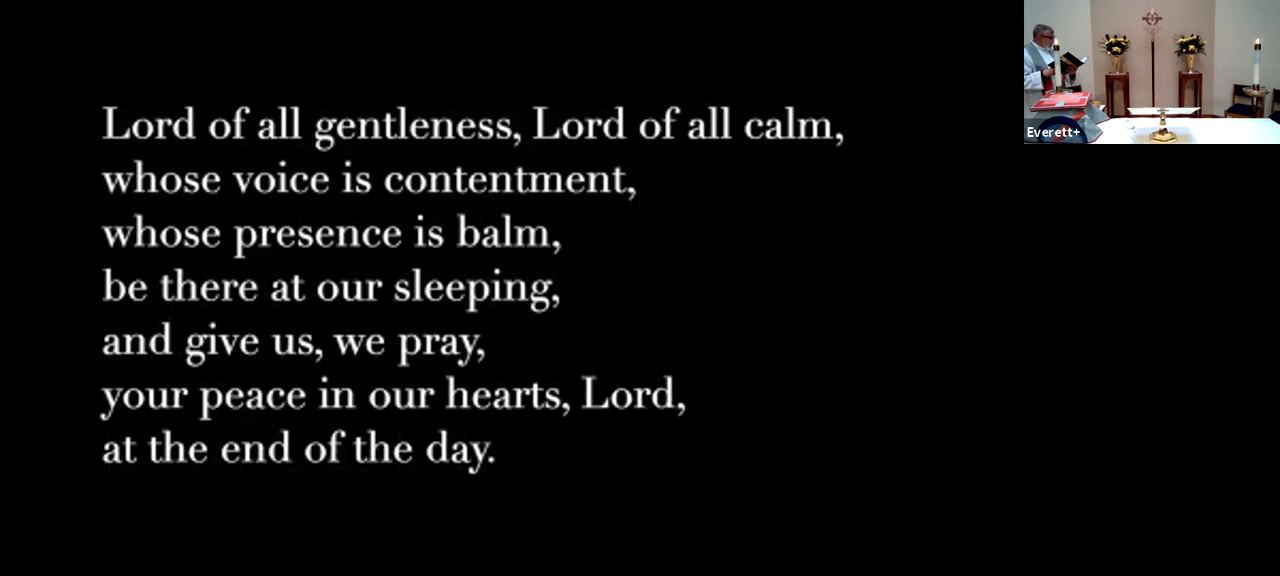 Lord of all gentleness, Lord of all calm,
whose voice is contentment,
whose presence is balm,
be there at our sleeping,
and give us, we pray,
your peace in our hearts, Lord,
at the end of the day.
Everett+